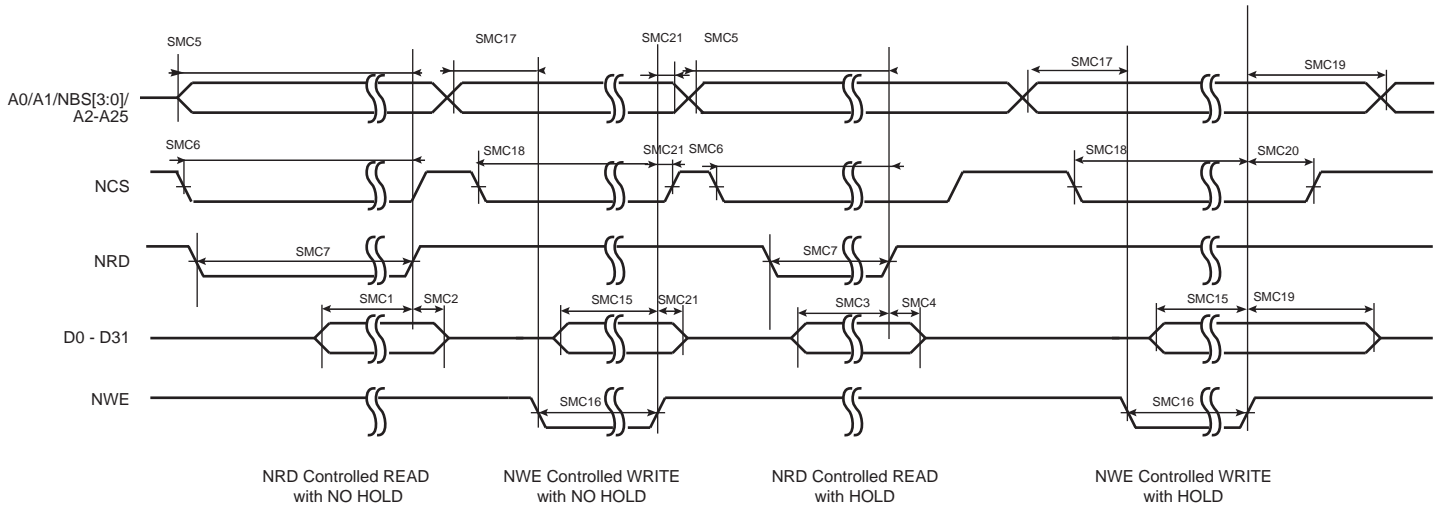 SMC5
SMC17
SMC21
SMC5
SMC17
SMC19
A0/A1/NBS[3:0]/
A2-A25
SMC6
SMC18
SMC21
SMC6
SMC18
SMC20
NCS
NRD
SMC7
SMC7
SMC1
SMC2
SMC15
SMC21
SMC3
SMC4
SMC15
SMC19
D0 - D31
NWE
SMC16
SMC16
NRD Controlled READ
with NO HOLD
NWE Controlled WRITE
with NO HOLD
NRD Controlled READ
with HOLD
NWE Controlled WRITE
with HOLD